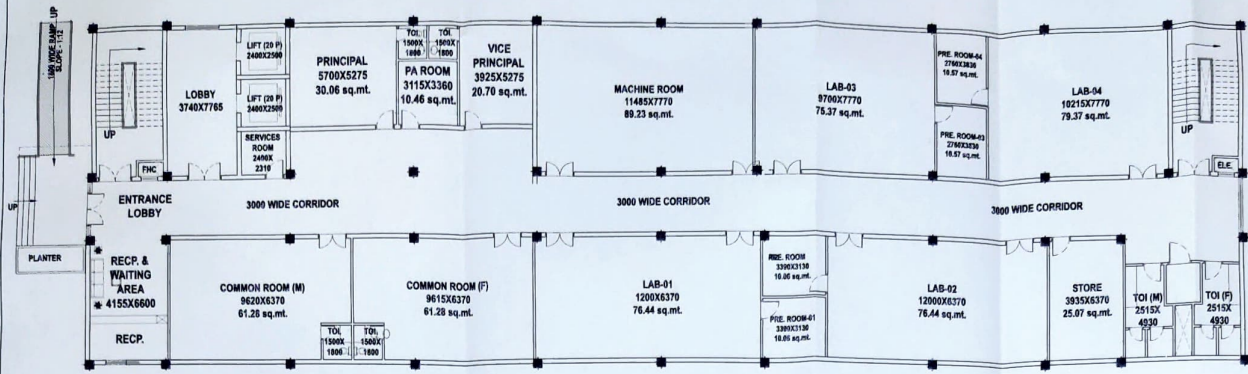 1800 WIDE RAMP UP
SLOPE - 1:12
UP
PLANTER
UP
FHC
LOBBY
3740X7765
LIFT (20 P)
2400X2500
LIFT (20 P)
2400X2500
SERVICES
ROOM
2400X
2310
PRINCIPAL
5700X5275
30.06 sq.mt.
TOI.
1500X
1800
TOI.
1500X
1800
PA ROOM
3115X3360
10.46 sq.mt.
VICE
PRINCIPAL
3925X5275
20.70 sq.mt.
MACHINE ROOM
11485X7770
89.23 sq.mt.
LAB-03
9700X7770
75.37 sq.mt.
PRE. ROOM-04
2760X3830
10.57 sq.mt.
PRE. ROOM-03
2760X3830
10.57 sq.mt.
LAB-04
10215X7770
79.37 sq.mt.
UP
ELE.
ENTRANCE
LOBBY
3000 WIDE CORRIDOR
3000 WIDE CORRIDOR
3000 WIDE CORRIDOR
RECP. &
WAITING
AREA
4155X6600
RECP.
COMMON ROOM (M)
9620X6370
61.28 sq.mt.
TOI.
1500X
1800
TOI.
1500X
1800
COMMON ROOM (F)
9615X6370
61.28 sq.mt.
LAB-01
1200X6370
76.44 sq.mt.
PRE. ROOM
3390X3130
10.06 sq.mt.
PRE. ROOM-01
3390X3130
10.06 sq.mt.
LAB-02
12000X6370
76.44 sq.mt.
STORE
3935X6370
25.07 sq.mt.
TOI (M)
2515X
4930
TOI (F)
2515X
4930